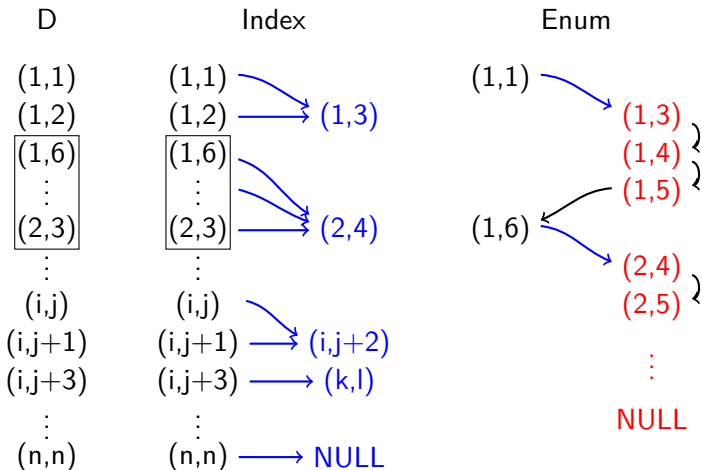 D Index Enum
(1,1) (1,1) (1,1)
(1,2) (1,2) (1,3) (1,3)
(1,6) (1,6) (1,4)
⋮ ⋮ (1,5)
(2,3) (2,3) (2,4) (1,6)
⋮ ⋮ (2,4)
(i,j) (i,j) (2,5)
(i,j+1) (i,j+1) (i,j+2)
(i,j+3) (i,j+3) (k,l) ⋮
⋮ ⋮ NULL
(n,n) (n,n) NULL